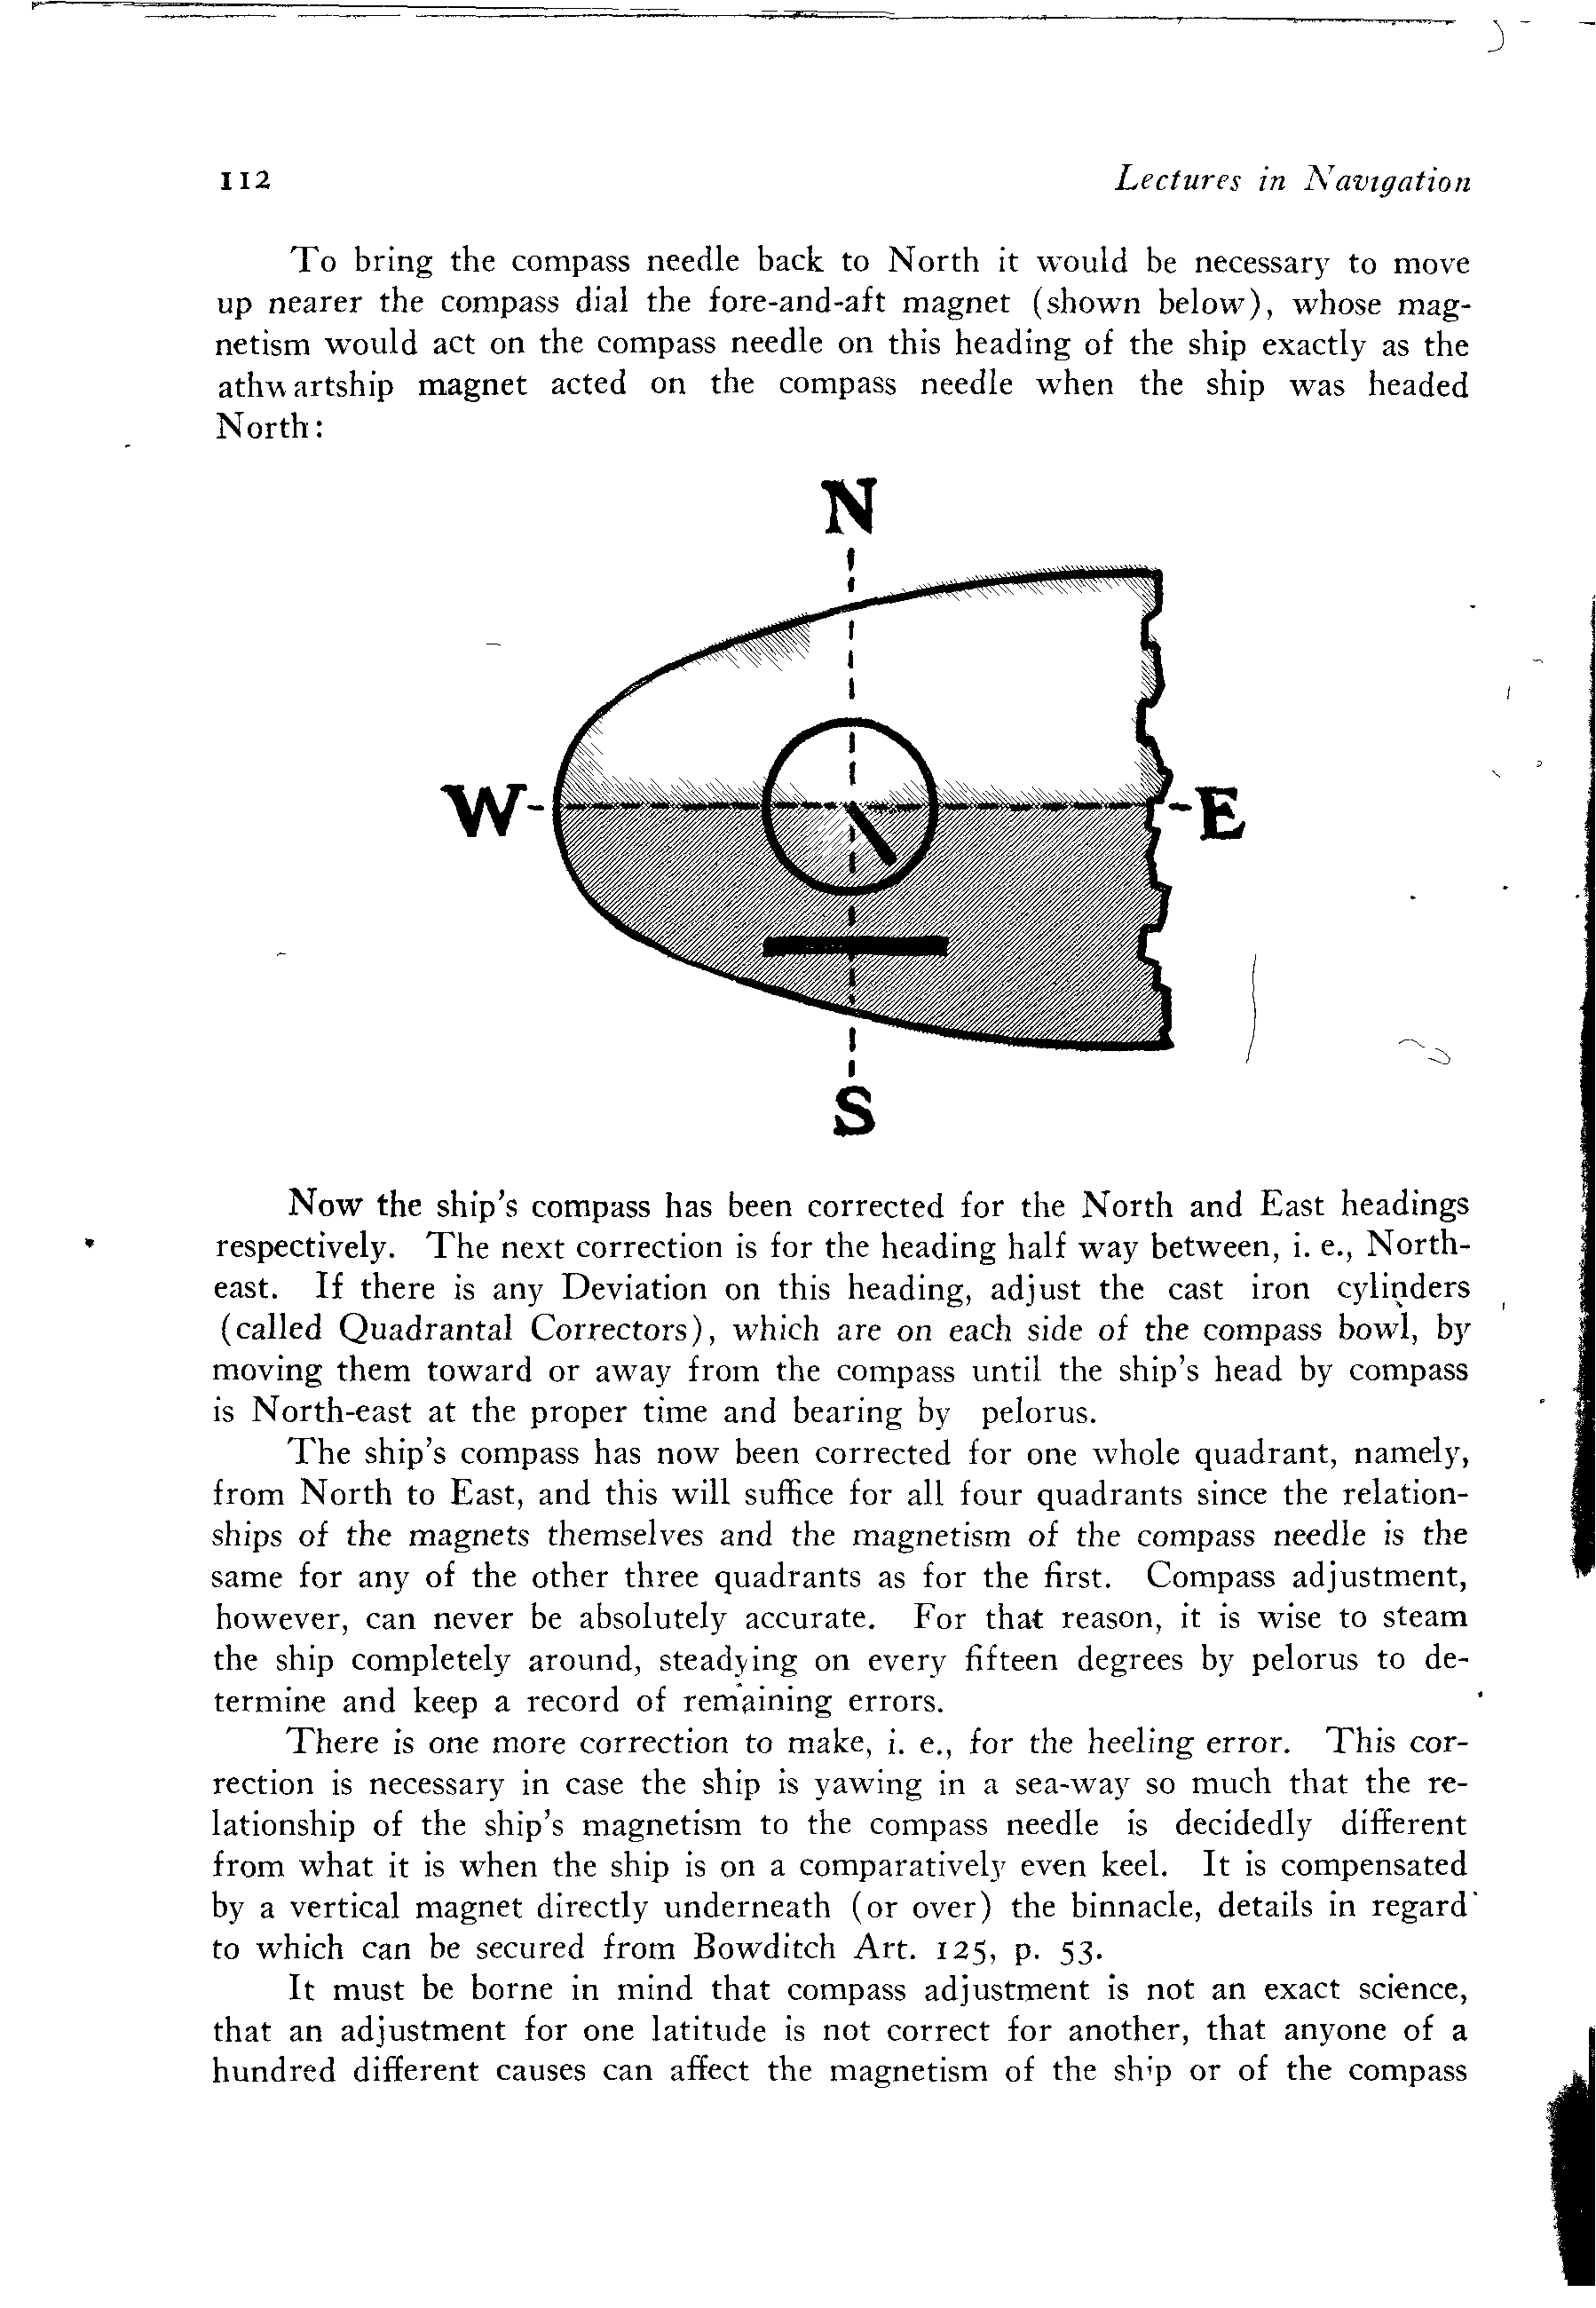 112 Lectures in Navigation
To bring the compass needle back to North it would be necessary to move
up nearer the compass dial the fore-and-aft magnet (shown below), whose mag-
netism would act on the compass needle on this heading of the ship exactly as the
athwartship magnet acted on the compass needle when the ship was headed
North:
N
W- -E
S
Now the ship's compass has been corrected for the North and East headings
respectively. The next correction is for the heading half way between, i. e., North-
east. If there is any Deviation on this heading, adjust the cast iron cylinders
(called Quadrantal Correctors), which are on each side of the compass bowl, by
moving them toward or away from the compass until the ship's head by compass
is North-east at the proper time and bearing by pelorus.
The ship's compass has now been corrected for one whole quadrant, namely,
from North to East, and this will suffice for all four quadrants since the relation-
ships of the magnets themselves and the magnetism of the compass needle is the
same for any of the other three quadrants as for the first. Compass adjustment,
however, can never be absolutely accurate. For that reason, it is wise to steam
the ship completely around, steadying on every fifteen degrees by pelorus to de-
termine and keep a record of remaining errors.
There is one more correction to make, i. e., for the heeling error. This cor-
rection is necessary in case the ship is yawing in a sea-way so much that the re-
lationship of the ship's magnetism to the compass needle is decidedly different
from what it is when the ship is on a comparatively even keel. It is compensated
by a vertical magnet directly underneath (or over) the binnacle, details in regard
to which can be secured from Bowditch Art. 125, p. 53.
It must be borne in mind that compass adjustment is not an exact science,
that an adjustment for one latitude is not correct for another, that anyone of a
hundred different causes can affect the magnetism of the ship or of the compass